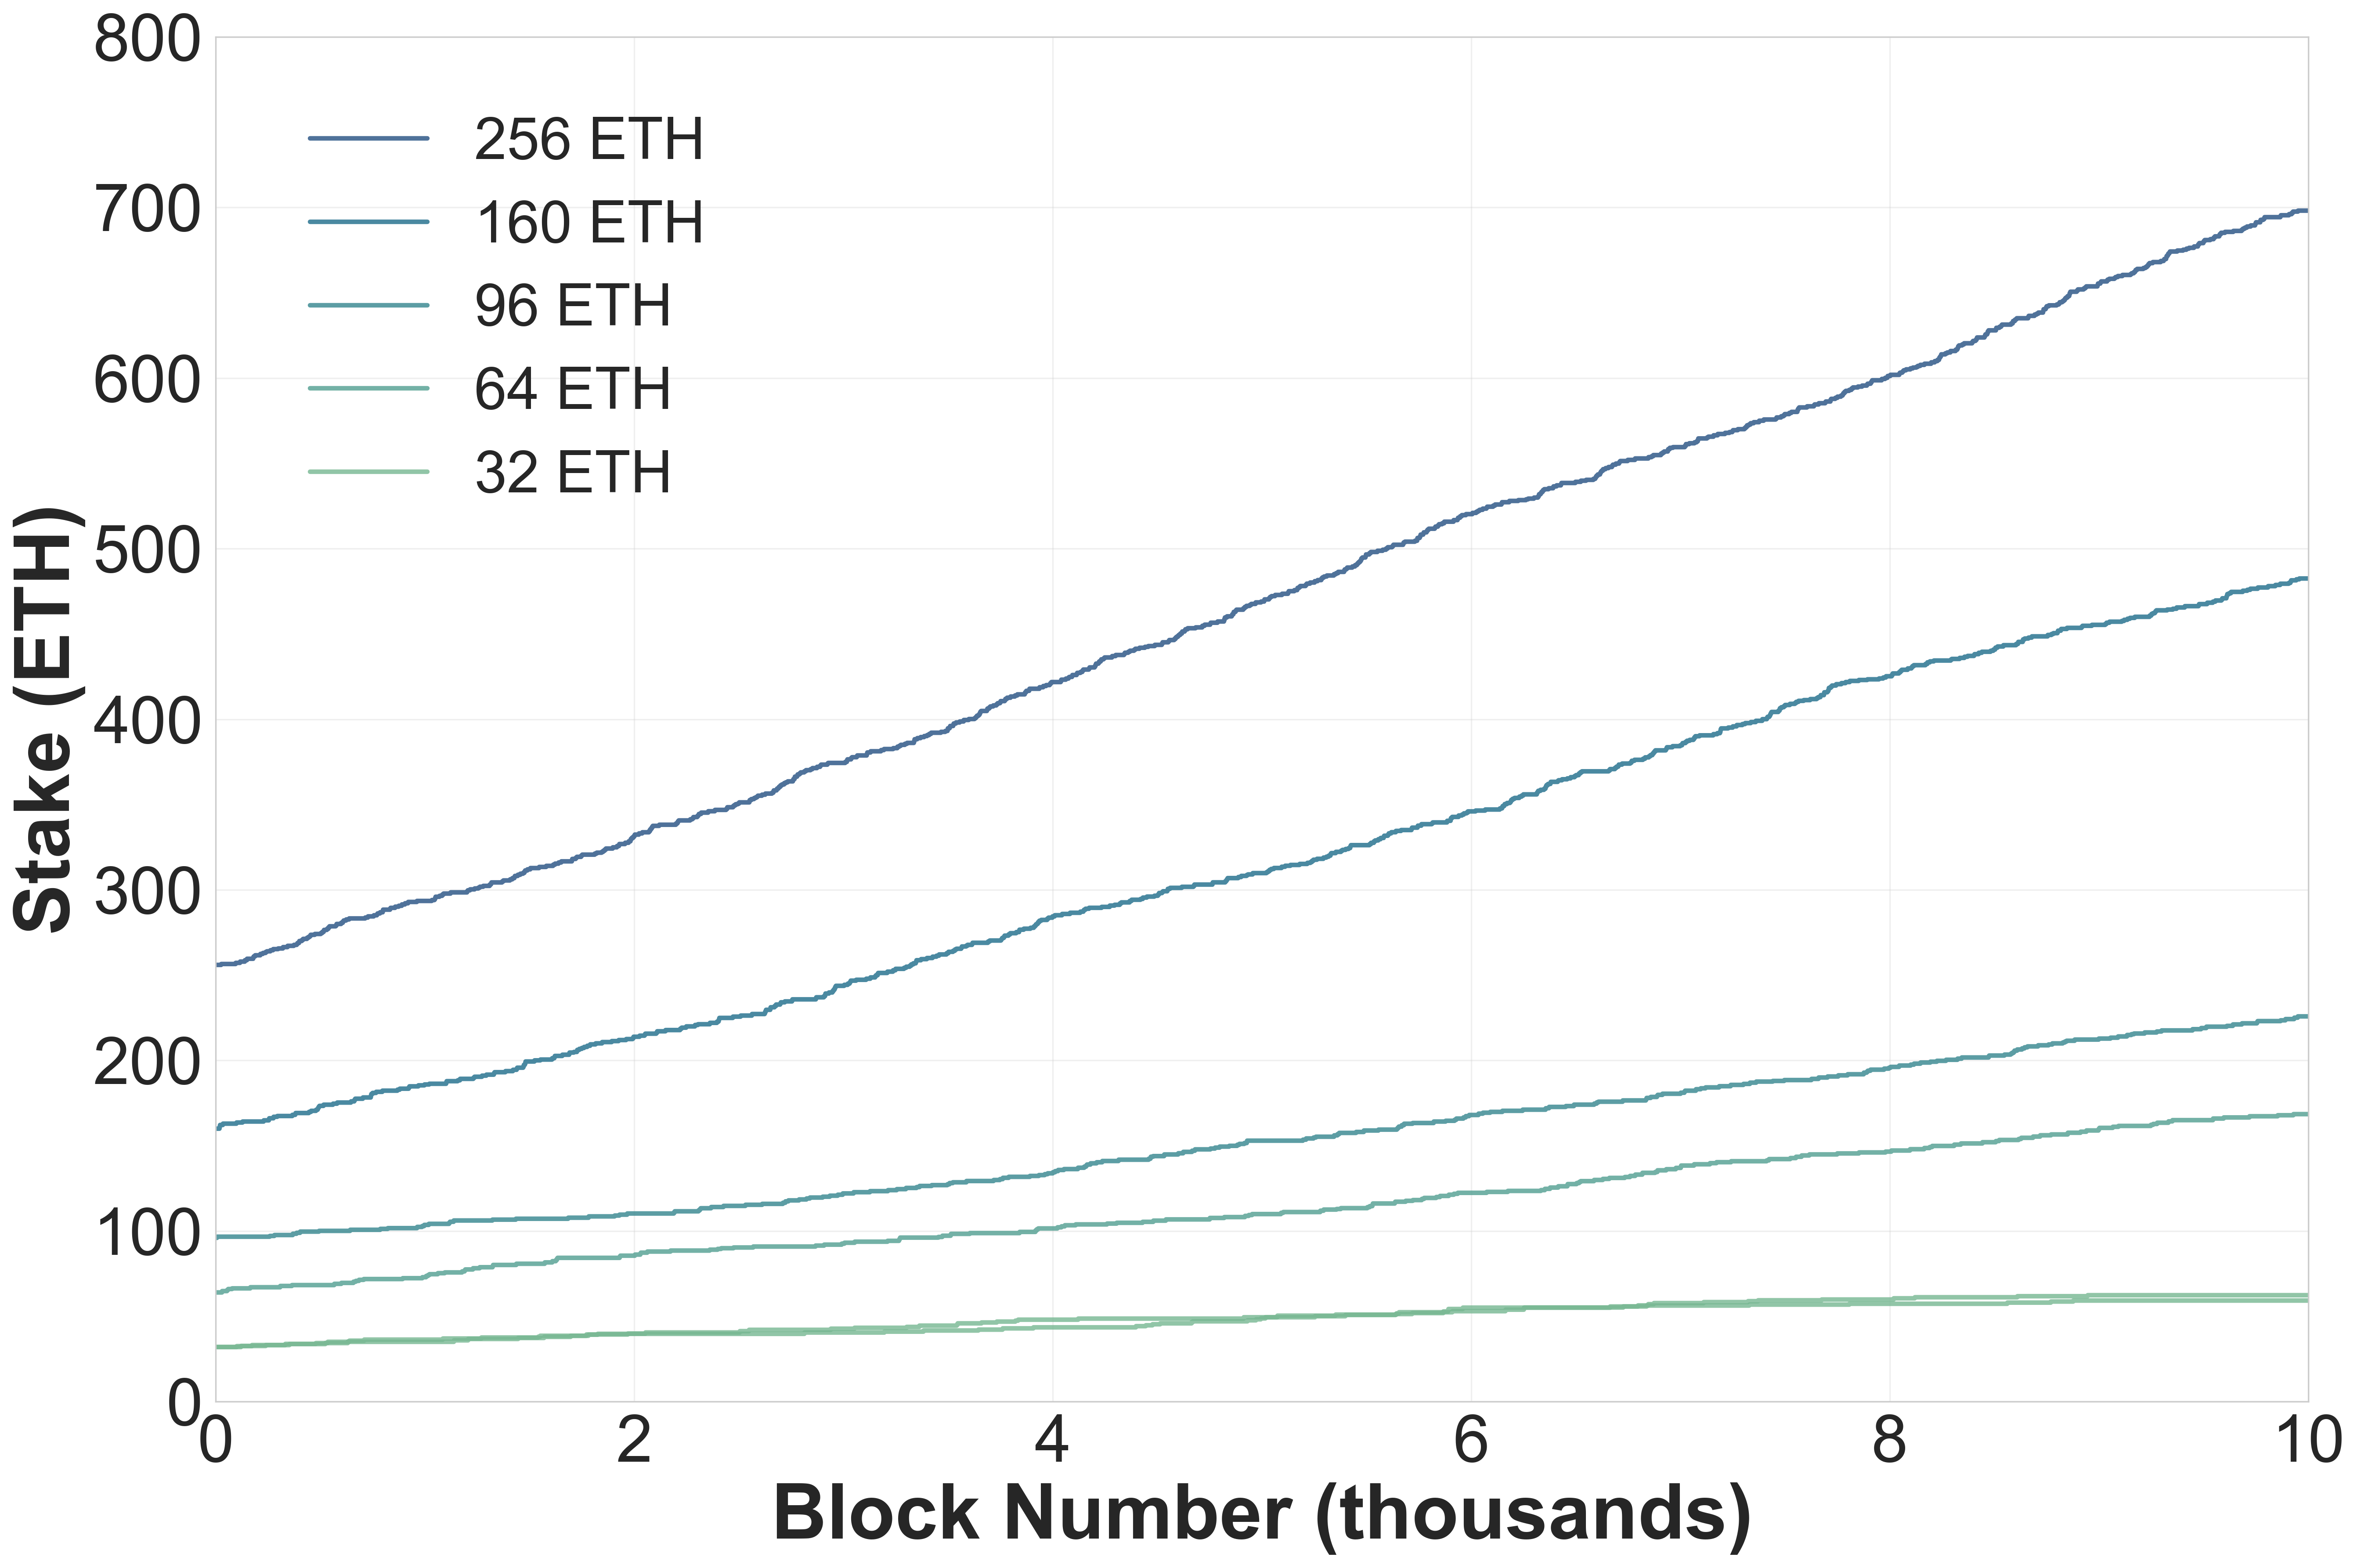 800
700
600
500
400
300
200
100
0
Stake (ETH)
256 ETH
160 ETH
96 ETH
64 ETH
32 ETH
0 2 4 6 8 10
Block Number (thousands)